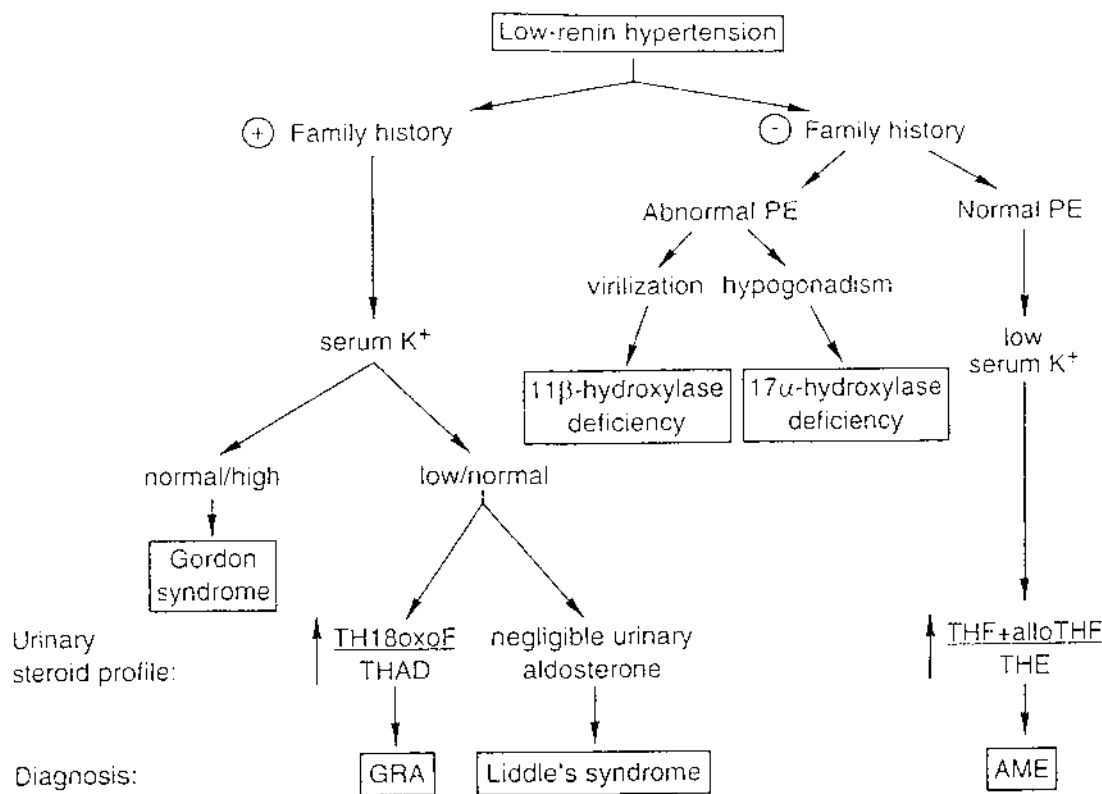 Low-renin hypertension
+ Family history
- Family history
Abnormal PE
Normal PE
virilization
hypogonadism
serum K+
low
serum K+
11β-hydroxylase
deficiency
17α-hydroxylase
deficiency
normal/high
low/normal
Gordon
syndrome
Urinary
steroid profile:
TH18oxoF
THAD
negligible urinary
aldosterone
THF+alloTHF
THE
Diagnosis:
GRA
Liddle's syndrome
AME